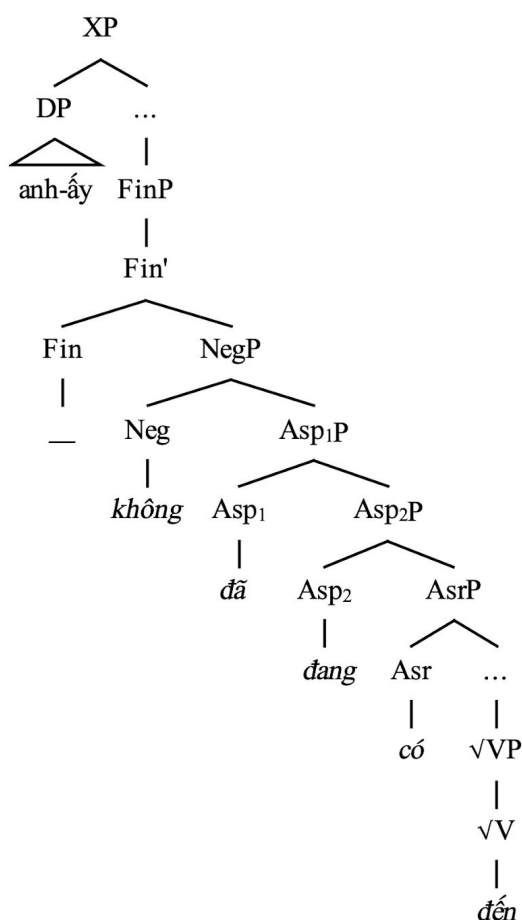 XP
DP ...
anh-ấy FinP
Fin'
Fin NegP
— Neg Asp₁P
không Asp₁ Asp₂P
đã Asp₂ AsrP
đang Asr ...
có √VP
√V
đến